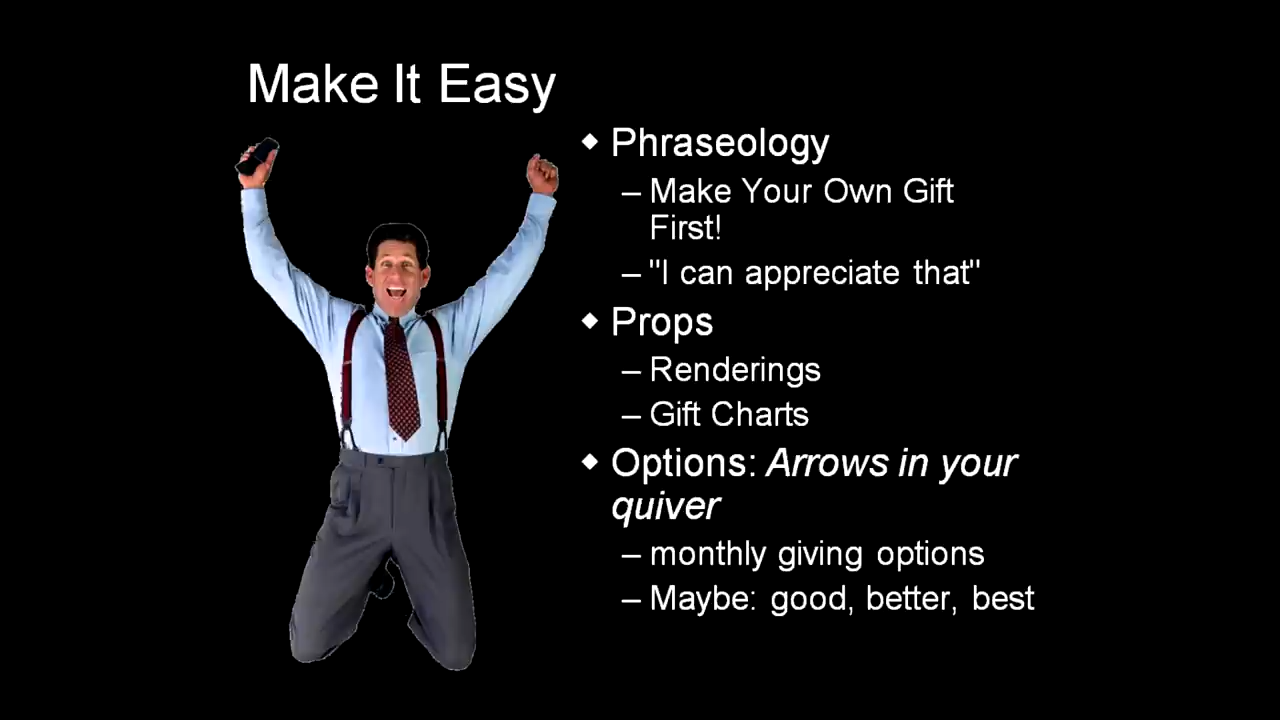 Make It Easy
◆ Phraseology
– Make Your Own Gift
First!
– "I can appreciate that"
◆ Props
– Renderings
– Gift Charts
◆ Options: Arrows in your
quiver
– monthly giving options
– Maybe: good, better, best